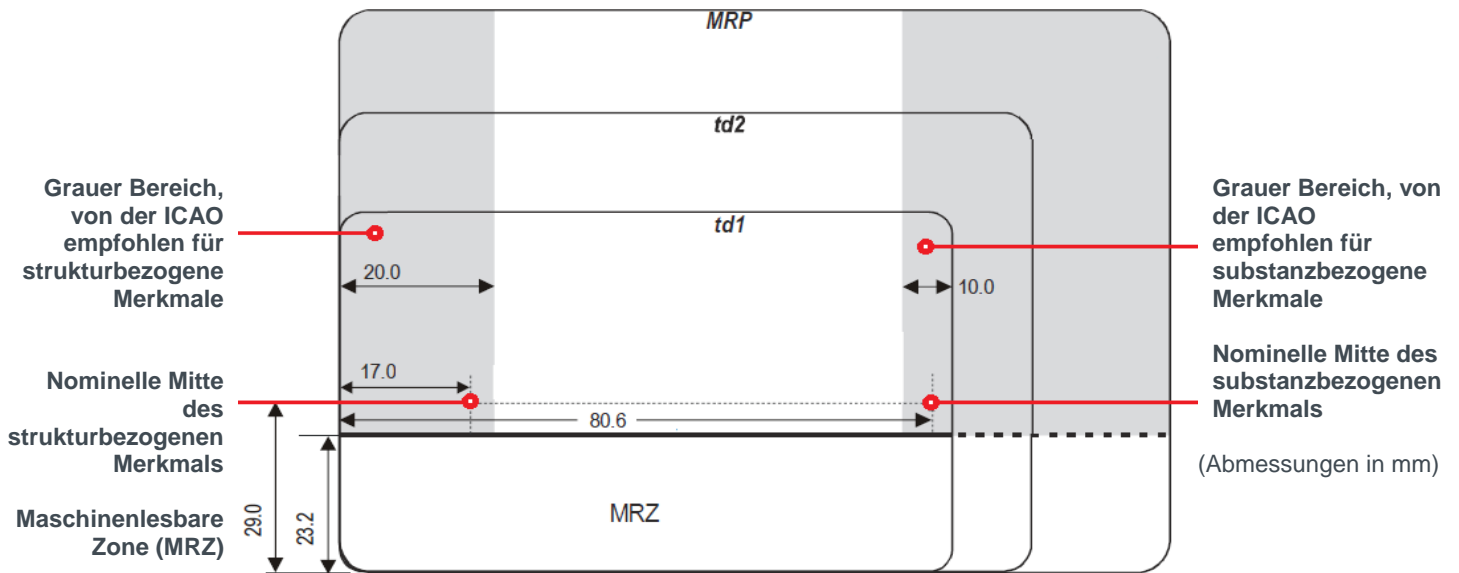 MRP
td2
td1
Grauer Bereich,
von der ICAO
empfohlen für
strukturbezogene
Merkmale
Grauer Bereich, von
der ICAO
empfohlen für
substanzbezogene
Merkmale
20.0
10.0
17.0
80.6
Nominelle Mitte
des
strukturbezogenen
Merkmals
Nominelle Mitte des
substanzbezogenen
Merkmals
(Abmessungen in mm)
Maschinenlesbare
Zone (MRZ)
29.0
23.2
MRZ